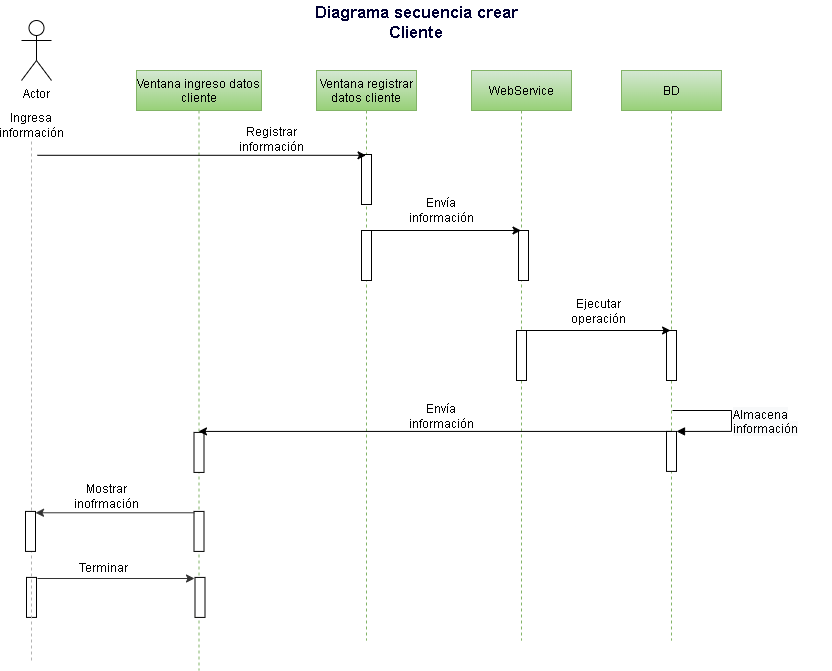 Diagrama secuencia crear
Cliente
Actor
Ventana ingreso datos
cliente
Ventana registrar
datos cliente
WebService
BD
Ingresa
información
Registrar
información
Envía
información
Ejecutar
operación
Envía
información
Almacena
información
Mostrar
inofrmación
Terminar